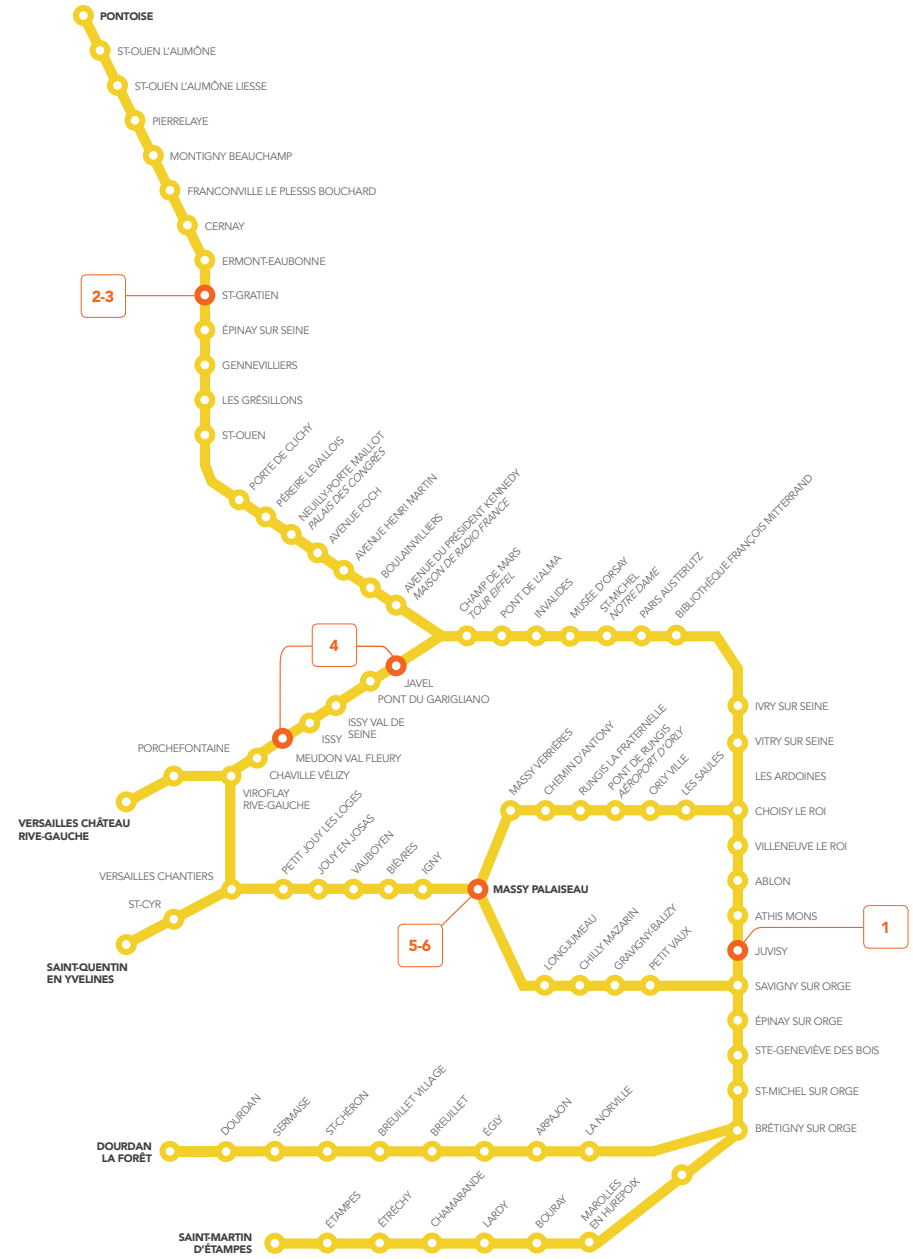 PONTOISE
ST-OUEN L'AUMÔNE
ST-OUEN L'AUMÔNE LIESSE
PIERRELAYE
MONTIGNY BEAUCHAMP
FRANCONVILLE LE PLESSIS BOUCHARD
CERNAY
ERMONT-EAUBONNE
2-3
ST-GRATIEN
ÉPINAY SUR SEINE
GENNEVILLIERS
LES GRÉSILLONS
ST-OUEN
PORTE DE CLICHY
PÉREIRE LEVALLOIS
NEUILLY-PORTE MAILLOT
PALAIS DES CONGRÈS
AVENUE FOCH
AVENUE HENRI MARTIN
BOULAINVILLIERS
AVENUE DU PRÉSIDENT KENNEDY
MAISON DE RADIO FRANCE
CHAMP DE MARS
TOUR EIFFEL
PONT DE L'ALMA
INVALIDES
MUSÉE D'ORSAY
ST-MICHEL
NOTRE DAME
PARIS AUSTERLITZ
BIBLIOTHÈQUE FRANÇOIS MITTERRAND
4
JAVEL
PONT DU GARIGLIANO
ISSY VAL DE
SEINE
ISSY
MEUDON VAL FLEURY
CHAVILLE VÉLIZY
VIROFLAY
RIVE-GAUCHE
PORCHEFONTAINE
VERSAILLES CHÂTEAU
RIVE-GAUCHE
IVRY SUR SEINE
VITRY SUR SEINE
LES ARDOINES
CHOISY LE ROI
VILLENEUVE LE ROI
ABLON
ATHIS MONS
1
JUVISY
SAVIGNY SUR ORGE
ÉPINAY SUR ORGE
STE-GENEVIÈVE DES BOIS
ST-MICHEL SUR ORGE
BRÉTIGNY SUR ORGE
MASSY VERRIÈRES
CHEMIN D'ANTONY
RUNGIS LA FRATERNELLE
PONT DE RUNGIS
AÉROPORT D'ORLY
ORLY VILLE
LES SAULES
VERSAILLES CHANTIERS
ST-CYR
SAINT-QUENTIN
EN YVELINES
PETIT JOUY LES LOGES
JOUY EN JOSAS
VAUBOYEN
BIÈVRES
IGNY
MASSY PALAISEAU
5-6
LONGJUMEAU
CHILLY MAZARIN
GRAVIGNY-BALIZY
PETIT VAUX
DOURDAN
LA FORÊT
DOURDAN
SERMAISE
ST-CHÉRON
BREUILLET VILLAGE
BREUILLET
ÉGLY
ARPAJON
LA NORVILLE
SAINT-MARTIN
D'ÉTAMPES
ÉTAMPES
ÉTRÉCHY
CHAMARANDE
LARDY
BOURAY
MAROLLES
EN HUREPOIX